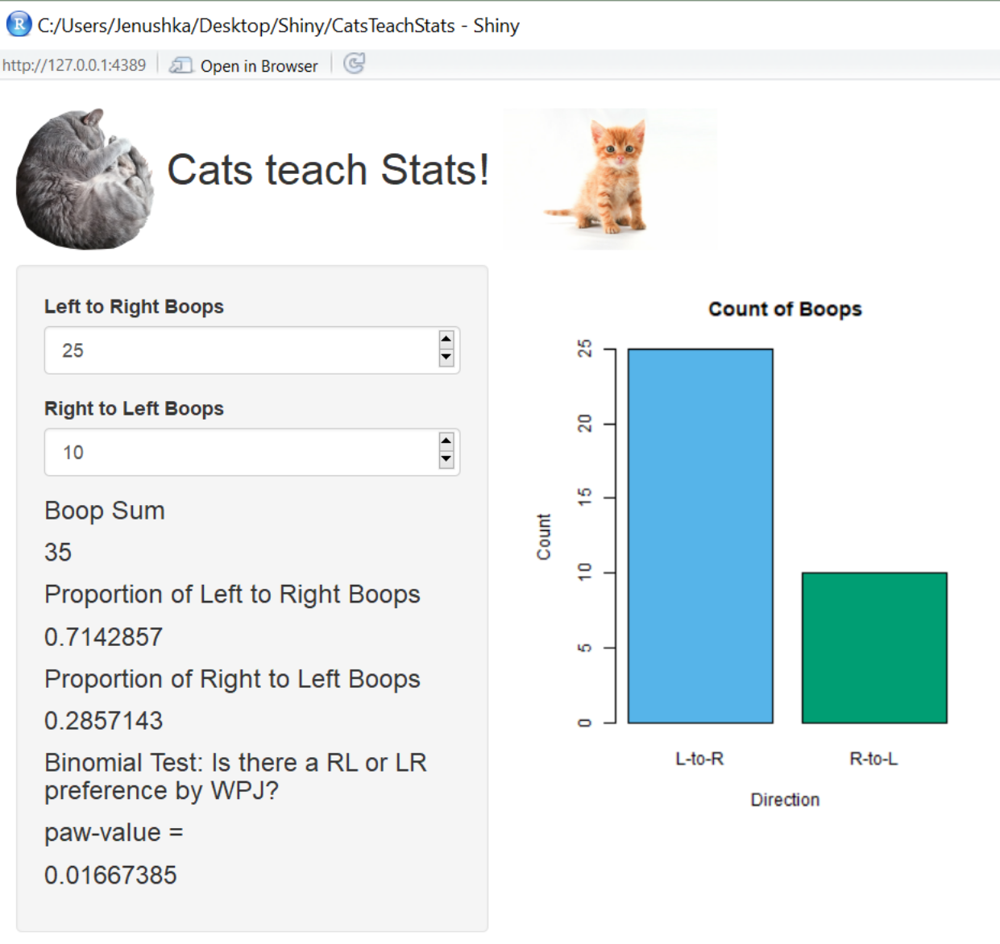 C:/Users/Jenushka/Desktop/Shiny/CatsTeachStats - Shiny
http://127.0.0.1:4389 Open in Browser
Cats teach Stats!
Left to Right Boops
25
Right to Left Boops
10
Boop Sum
35
Proportion of Left to Right Boops
0.7142857
Proportion of Right to Left Boops
0.2857143
Binomial Test: Is there a RL or LR
preference by WPJ?
paw-value =
0.01667385
Count of Boops
Count
25
20
15
10
5
0
L-to-R R-to-L
Direction